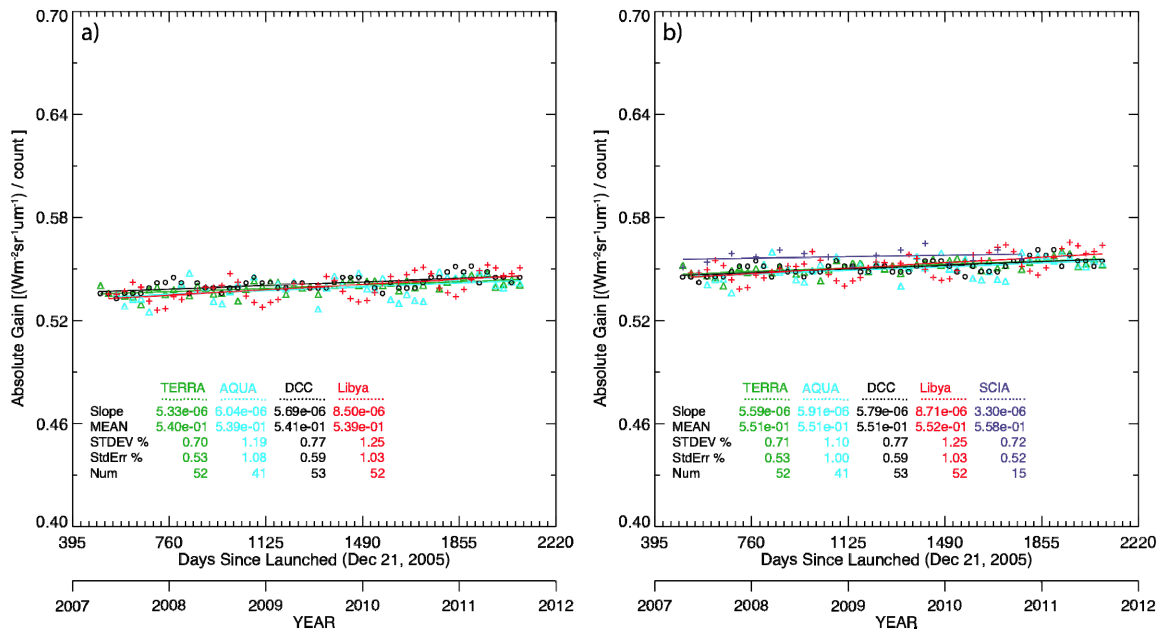 a)
0.70
0.64
0.58
0.52
0.46
0.40
Absolute Gain [(Wm⁻²sr⁻¹um⁻¹) / count ]
TERRA AQUA DCC Libya
Slope 5.33e-06 6.04e-06 5.69e-06 8.50e-06
MEAN 5.40e-01 5.39e-01 5.41e-01 5.39e-01
STDEV % 0.70 1.19 0.77 1.25
StdErr % 0.53 1.08 0.59 1.03
Num 52 41 53 52
395 760 1125 1490 1855 2220
Days Since Launched (Dec 21, 2005)
2007 2008 2009 2010 2011 2012
YEAR
b)
0.70
0.64
0.58
0.52
0.46
0.40
Absolute Gain [(Wm⁻²sr⁻¹um⁻¹) / count ]
TERRA AQUA DCC Libya SCIA
Slope 5.59e-06 5.91e-06 5.79e-06 8.71e-06 3.30e-06
MEAN 5.51e-01 5.51e-01 5.51e-01 5.52e-01 5.58e-01
STDEV % 0.71 1.10 0.77 1.25 0.72
StdErr % 0.53 1.00 0.59 1.03 0.52
Num 52 41 53 52 15
395 760 1125 1490 1855 2220
Days Since Launched (Dec 21, 2005)
2007 2008 2009 2010 2011 2012
YEAR